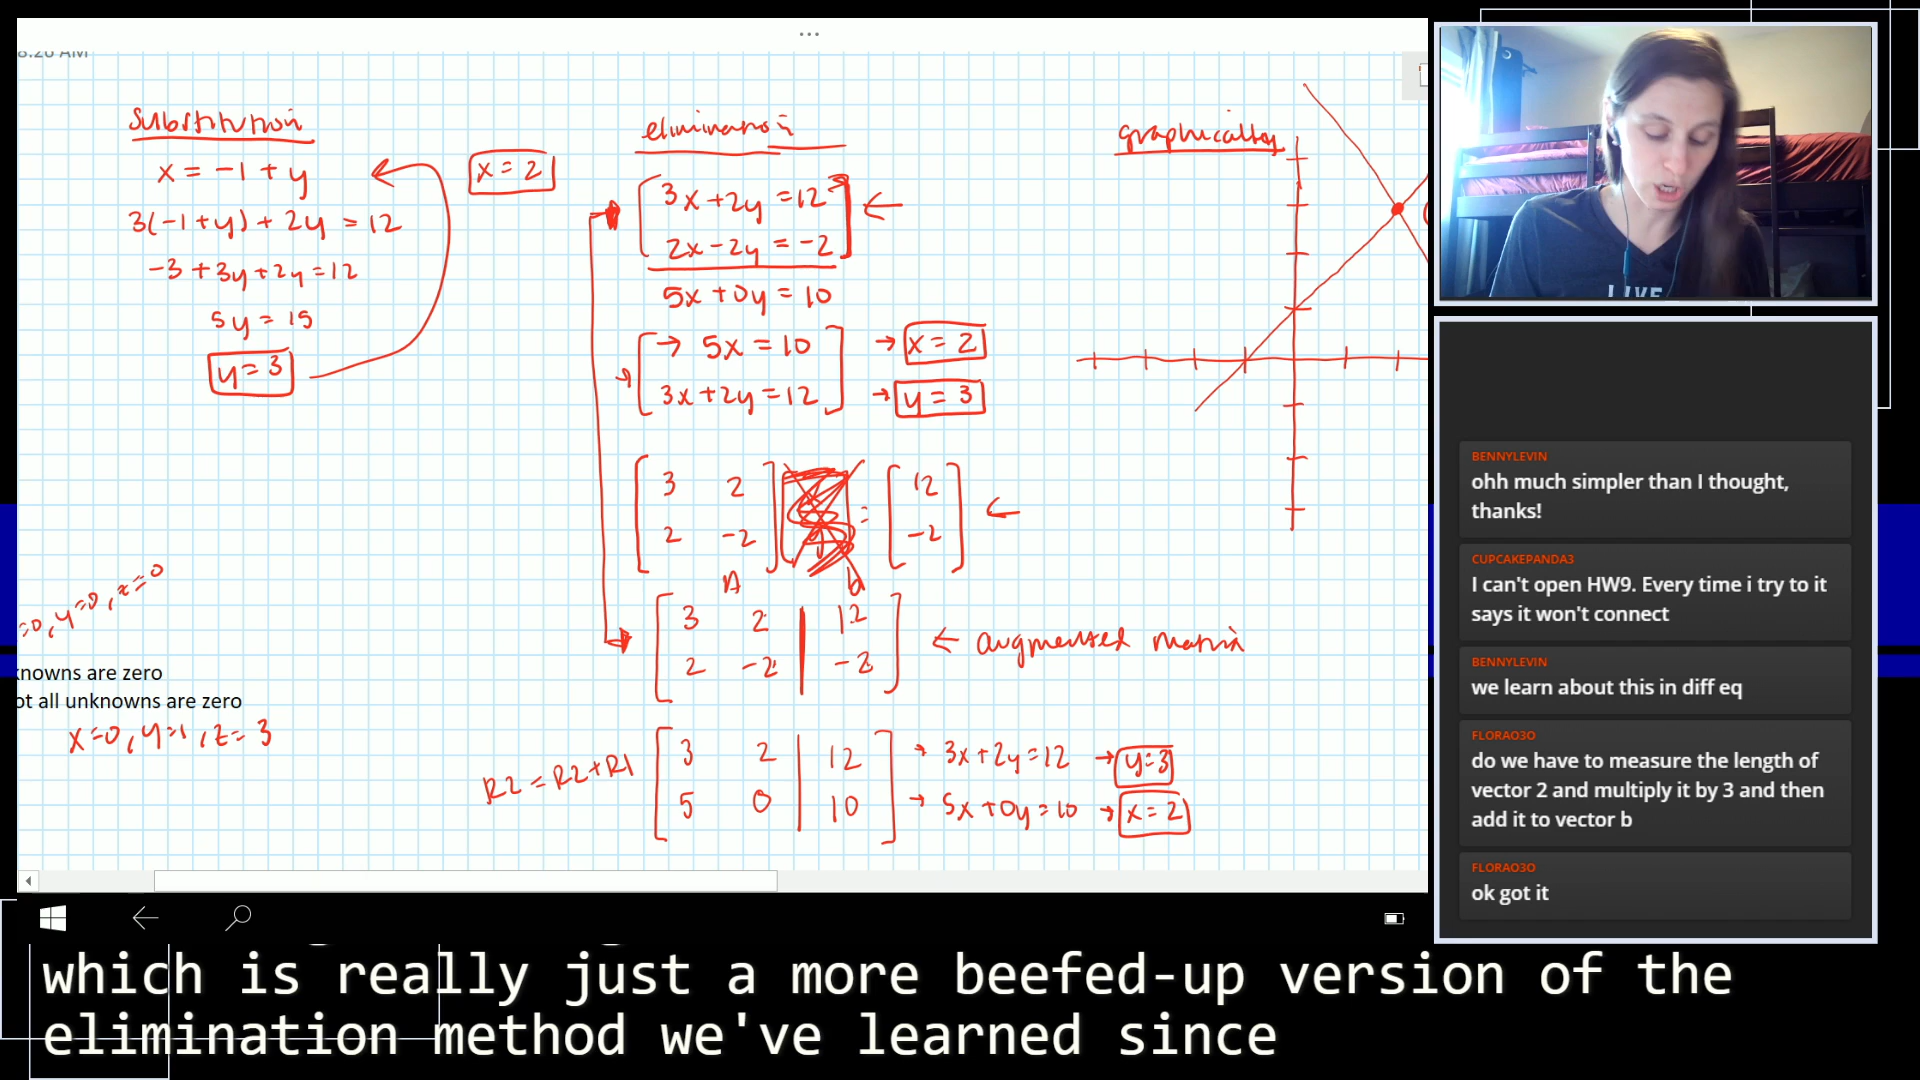 8:26 AM
substitution
x = -1 + y
3(-1+y) + 2y = 12
-3 + 3y + 2y = 12
5y = 15
y = 3
x = 2
elimination
3x + 2y = 12
2x - 2y = -2
5x + 0y = 10
→ 5x = 10 → x = 2
3x + 2y = 12 → y = 3
3 2 = 12
2 -2 -2
A b
3 2 | 12
2 -2 | -2
← augmented matrix
R2 = R2 + R1
3 2 | 12 → 3x + 2y = 12 → y = 3
5 0 | 10 → 5x + 0y = 10 → x = 2
graphically
=0, y=0, z=0
knowns are zero
ot all unknowns are zero
x=0, y=1, z=3
LIVE
BENNYLEVIN
ohh much simpler than I thought,
thanks!
CUPCAKEPANDA3
I can't open HW9. Every time i try to it
says it won't connect
BENNYLEVIN
we learn about this in diff eq
FLORAO3O
do we have to measure the length of
vector 2 and multiply it by 3 and then
add it to vector b
FLORAO3O
ok got it
which is really just a more beefed-up version of the
elimination method we've learned since